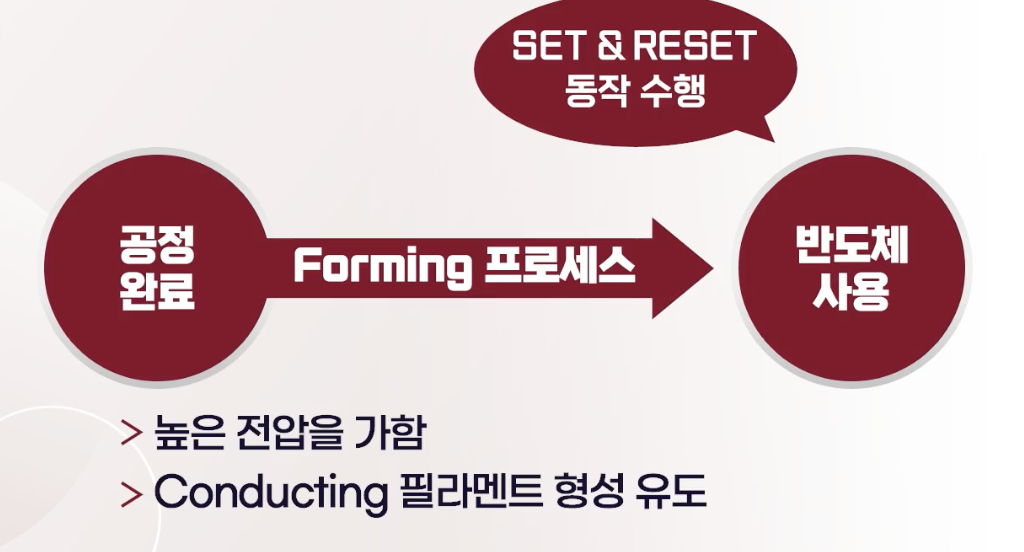 SET & RESET
동작 수행
공정
완료
Forming 프로세스
반도체
사용
> 높은 전압을 가함
> Conducting 필라멘트 형성 유도